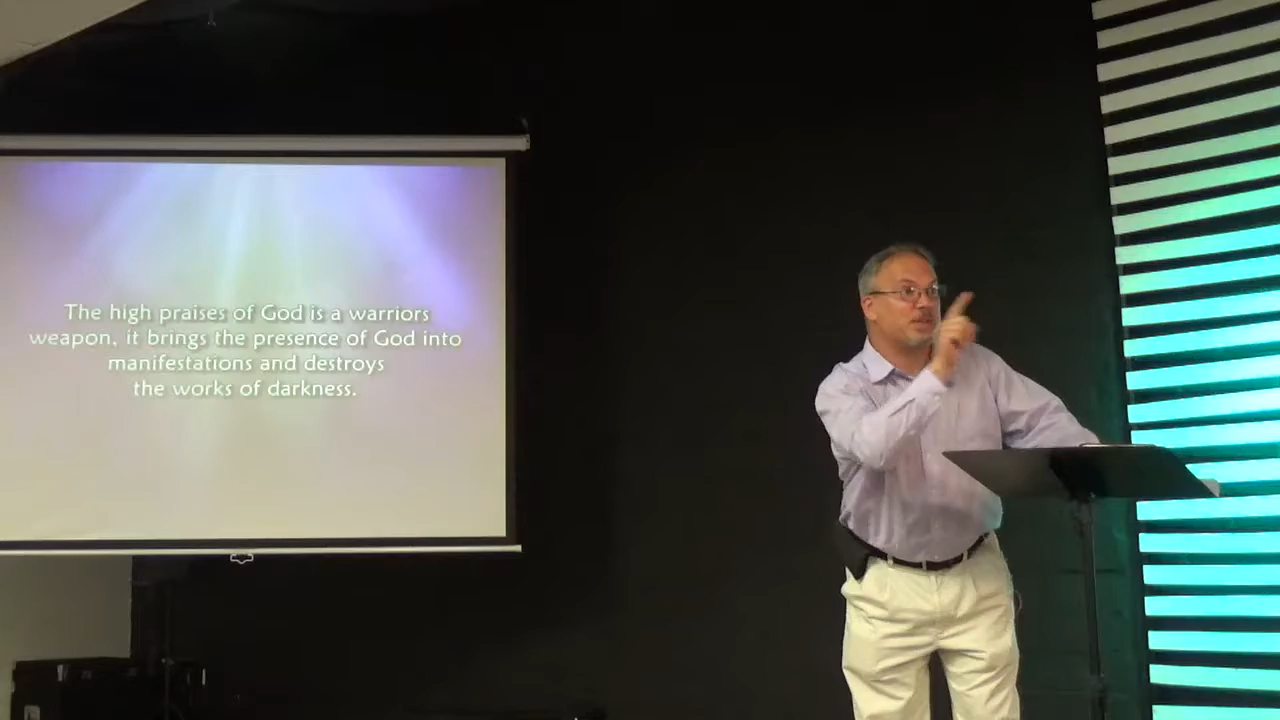 The high praises of God is a warriors
weapon, it brings the presence of God into
manifestations and destroys
the works of darkness.